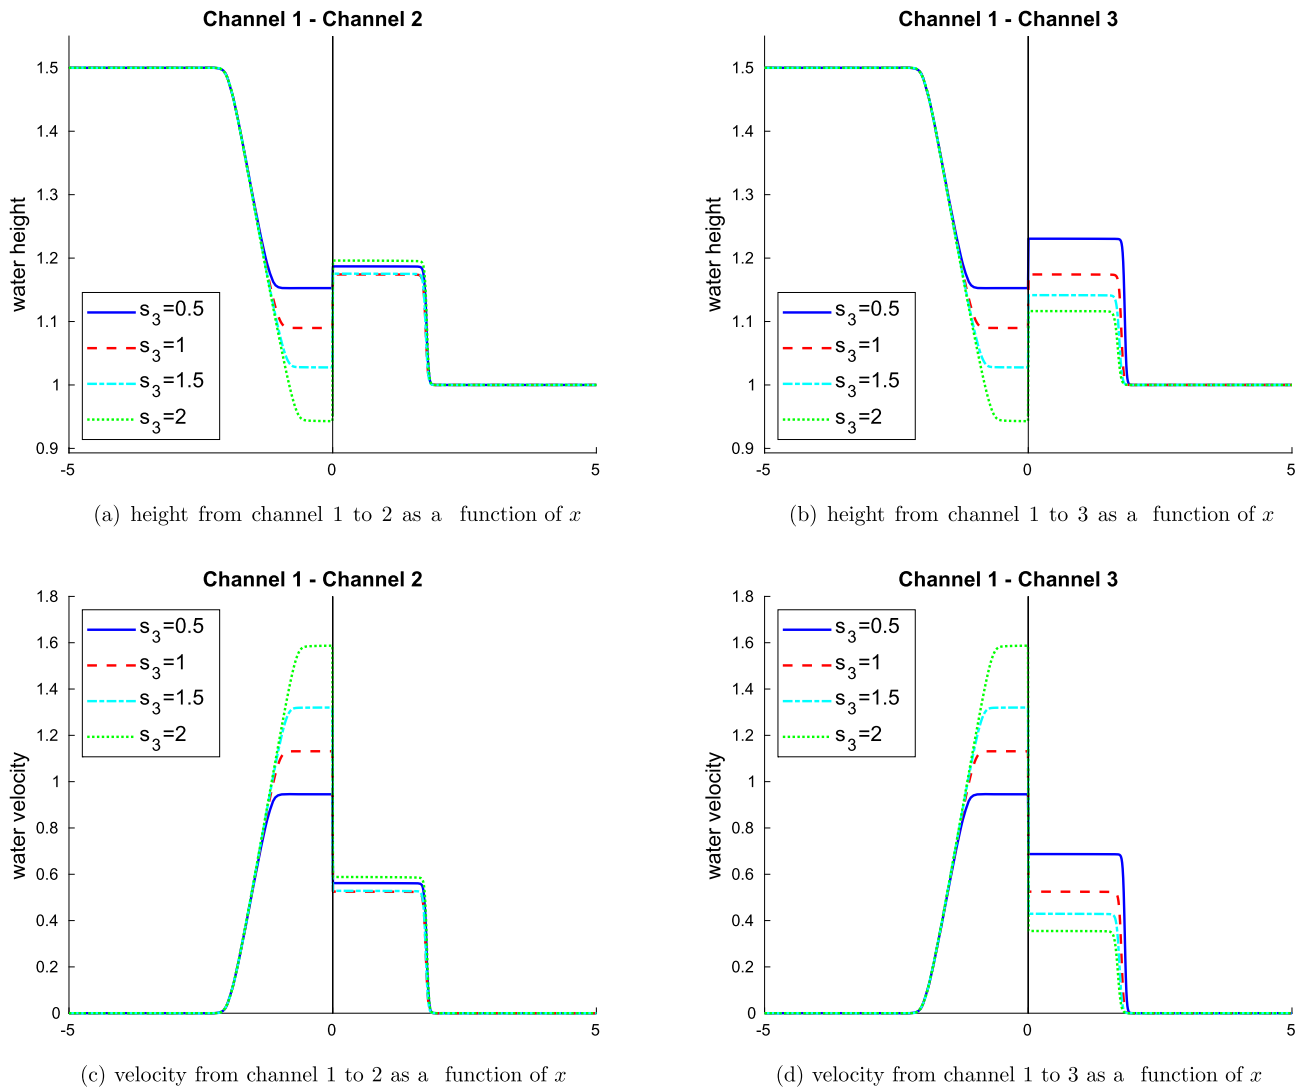 Channel 1 - Channel 2
water height
1.5
1.4
1.3
1.2
1.1
1
0.9
s3=0.5
s3=1
s3=1.5
s3=2
-5
0
5
(a) height from channel 1 to 2 as a function of x
Channel 1 - Channel 3
water height
1.5
1.4
1.3
1.2
1.1
1
0.9
s3=0.5
s3=1
s3=1.5
s3=2
-5
0
5
(b) height from channel 1 to 3 as a function of x
Channel 1 - Channel 2
water velocity
1.8
1.6
1.4
1.2
1
0.8
0.6
0.4
0.2
0
s3=0.5
s3=1
s3=1.5
s3=2
-5
0
5
(c) velocity from channel 1 to 2 as a function of x
Channel 1 - Channel 3
water velocity
1.8
1.6
1.4
1.2
1
0.8
0.6
0.4
0.2
0
s3=0.5
s3=1
s3=1.5
s3=2
-5
0
5
(d) velocity from channel 1 to 3 as a function of x